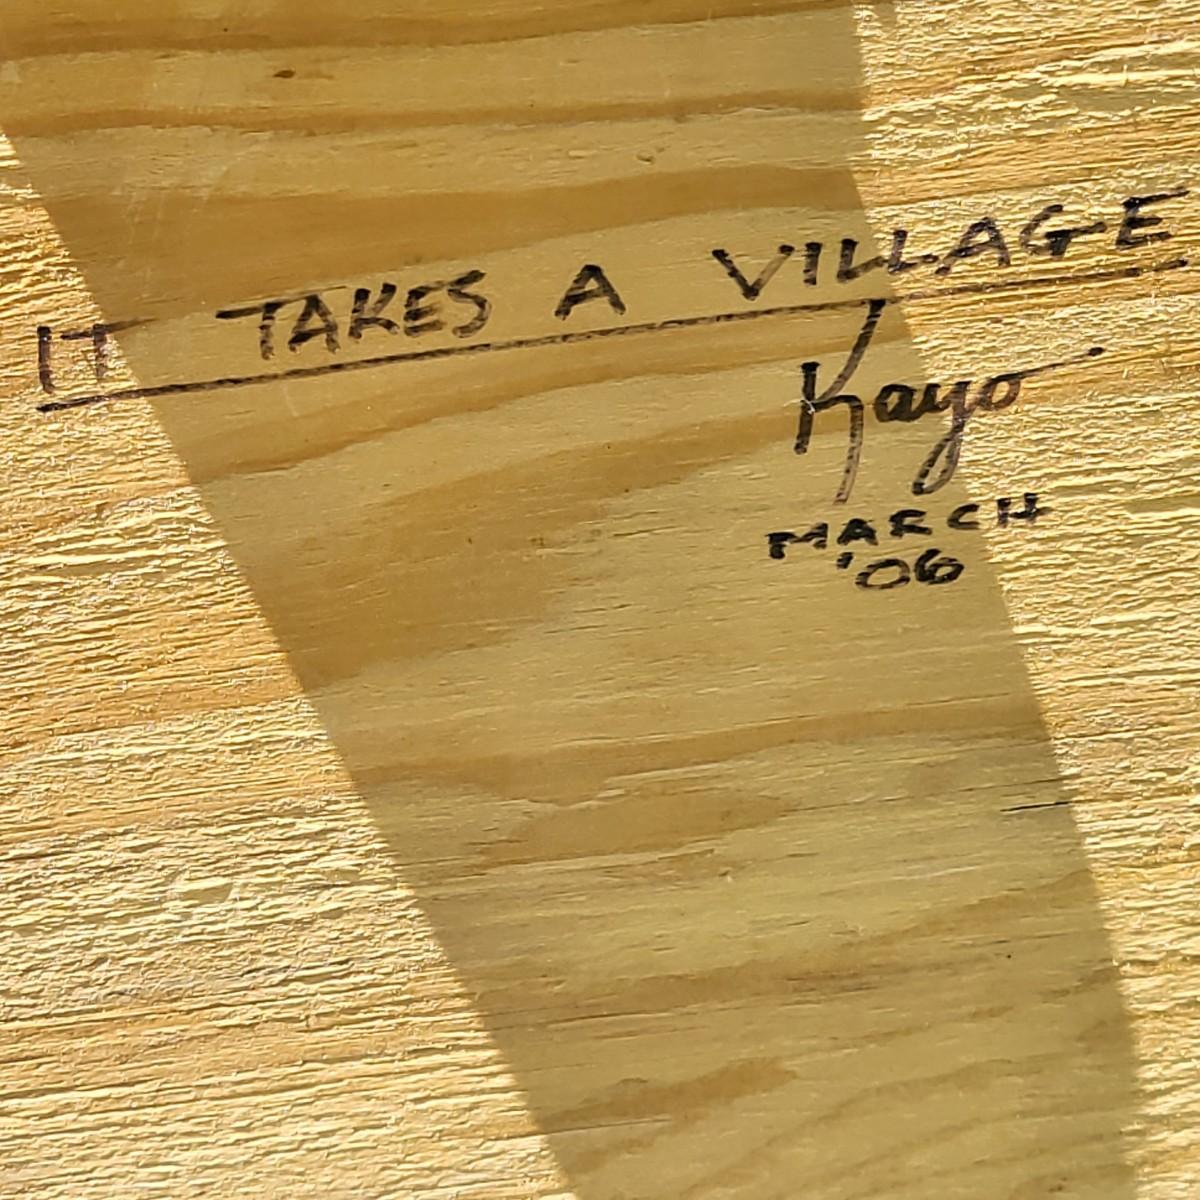 IT TAKES A VILLAGE
Kayo
MARCH
'06